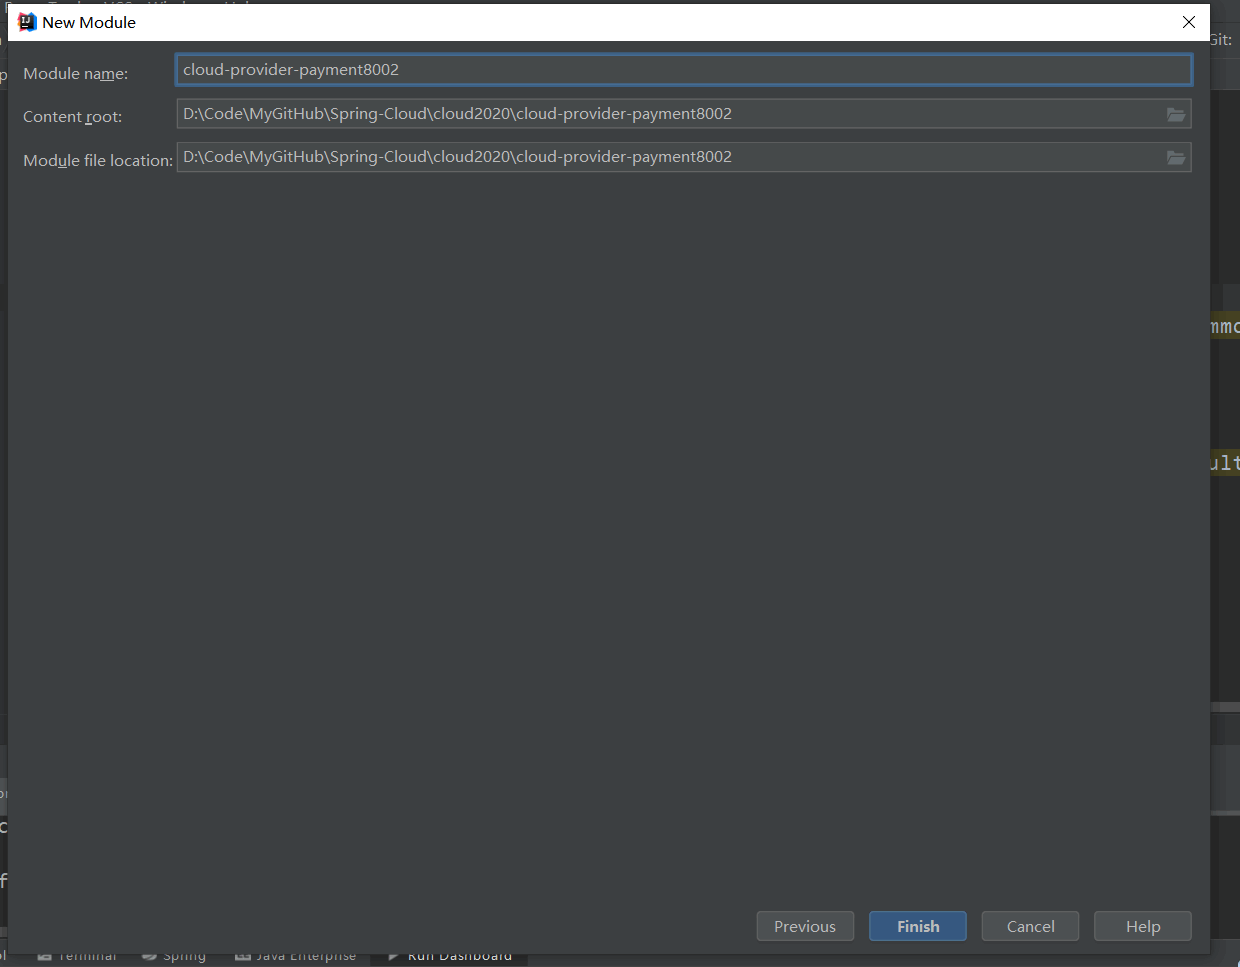 New Module
Git:
Module name: cloud-provider-payment8002
Content root: D:\Code\MyGitHub\Spring-Cloud\cloud2020\cloud-provider-payment8002
Module file location: D:\Code\MyGitHub\Spring-Cloud\cloud2020\cloud-provider-payment8002
mmc
ult
Previous
Finish
Cancel
Help
Terminal
Spring
Java Enterprise
Run Dashboard